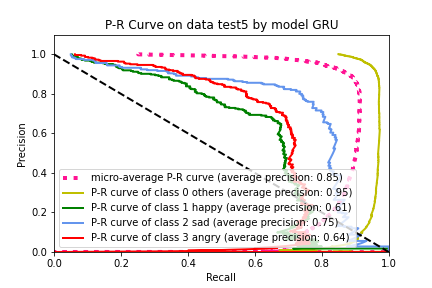 P-R Curve on data test5 by model GRU
1.0
0.8
0.6
0.4
0.2
0.0
Precision
micro-average P-R curve (average precision: 0.85)
P-R curve of class 0 others (average precision: 0.95)
P-R curve of class 1 happy (average precision: 0.61)
P-R curve of class 2 sad (average precision: 0.75)
P-R curve of class 3 angry (average precision: 0.64)
0.0 0.2 0.4 0.6 0.8 1.0
Recall